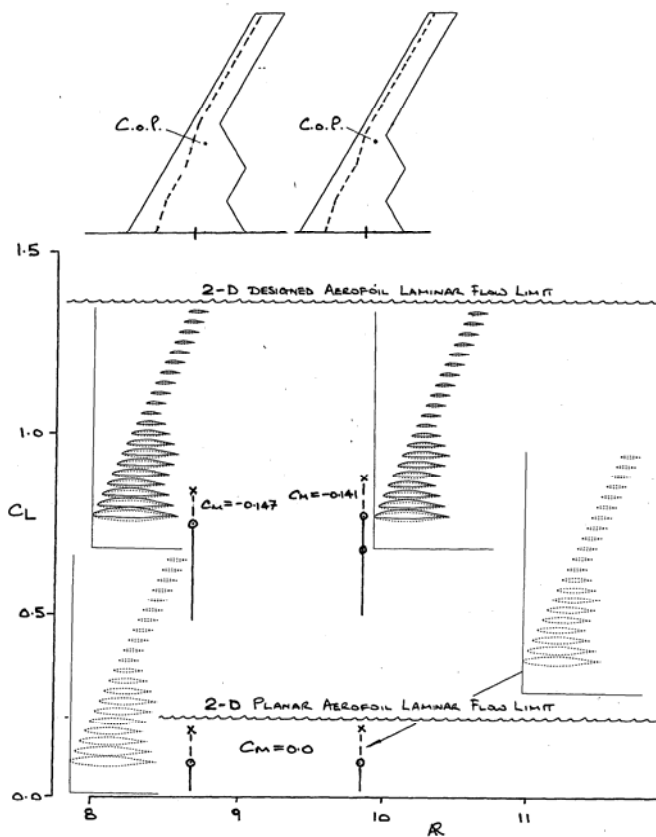 C.o.P.
C.o.P.
1.5
2-D DESIGNED AEROFOIL LAMINAR FLOW LIMIT
1.0
CM=-0.147
CM=-0.141
CL
0.5
2-D PLANAR AEROFOIL LAMINAR FLOW LIMIT
CM=0.0
0.0
8
9
10
11
AR